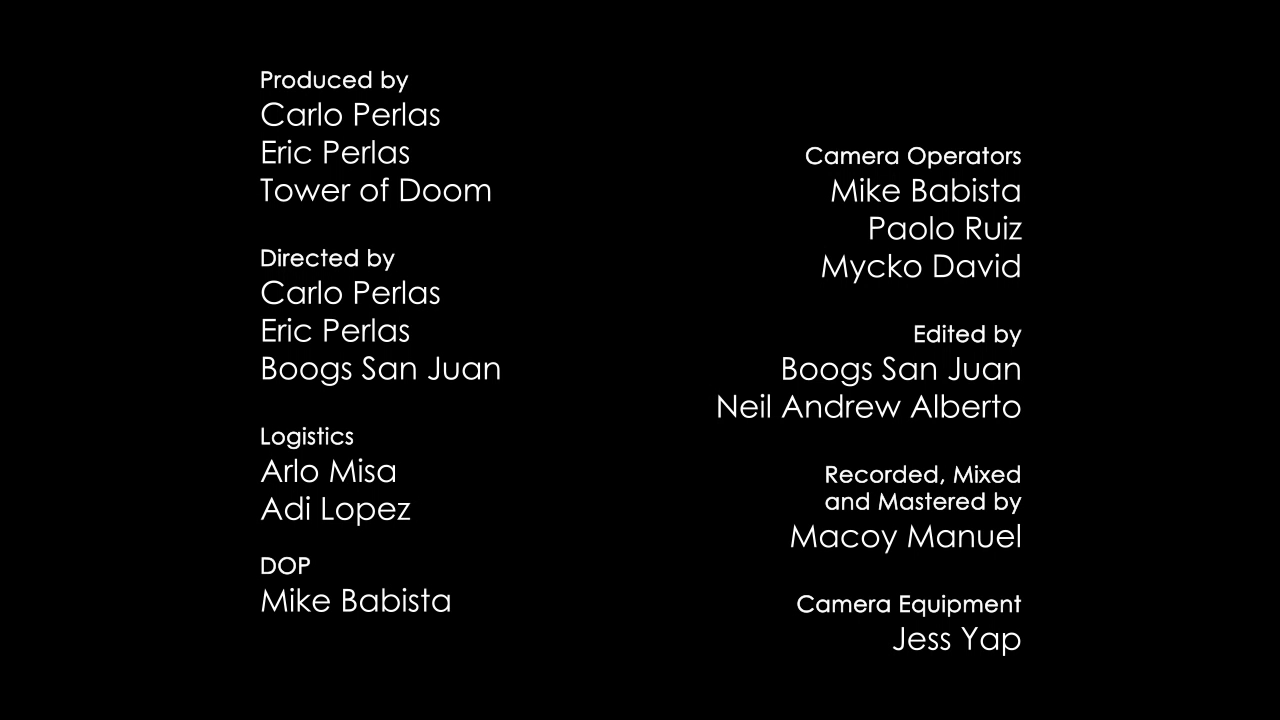 Produced by
Carlo Perlas
Eric Perlas
Tower of Doom
Directed by
Carlo Perlas
Eric Perlas
Boogs San Juan
Logistics
Arlo Misa
Adi Lopez
DOP
Mike Babista
Camera Operators
Mike Babista
Paolo Ruiz
Mycko David
Edited by
Boogs San Juan
Neil Andrew Alberto
Recorded, Mixed
and Mastered by
Macoy Manuel
Camera Equipment
Jess Yap